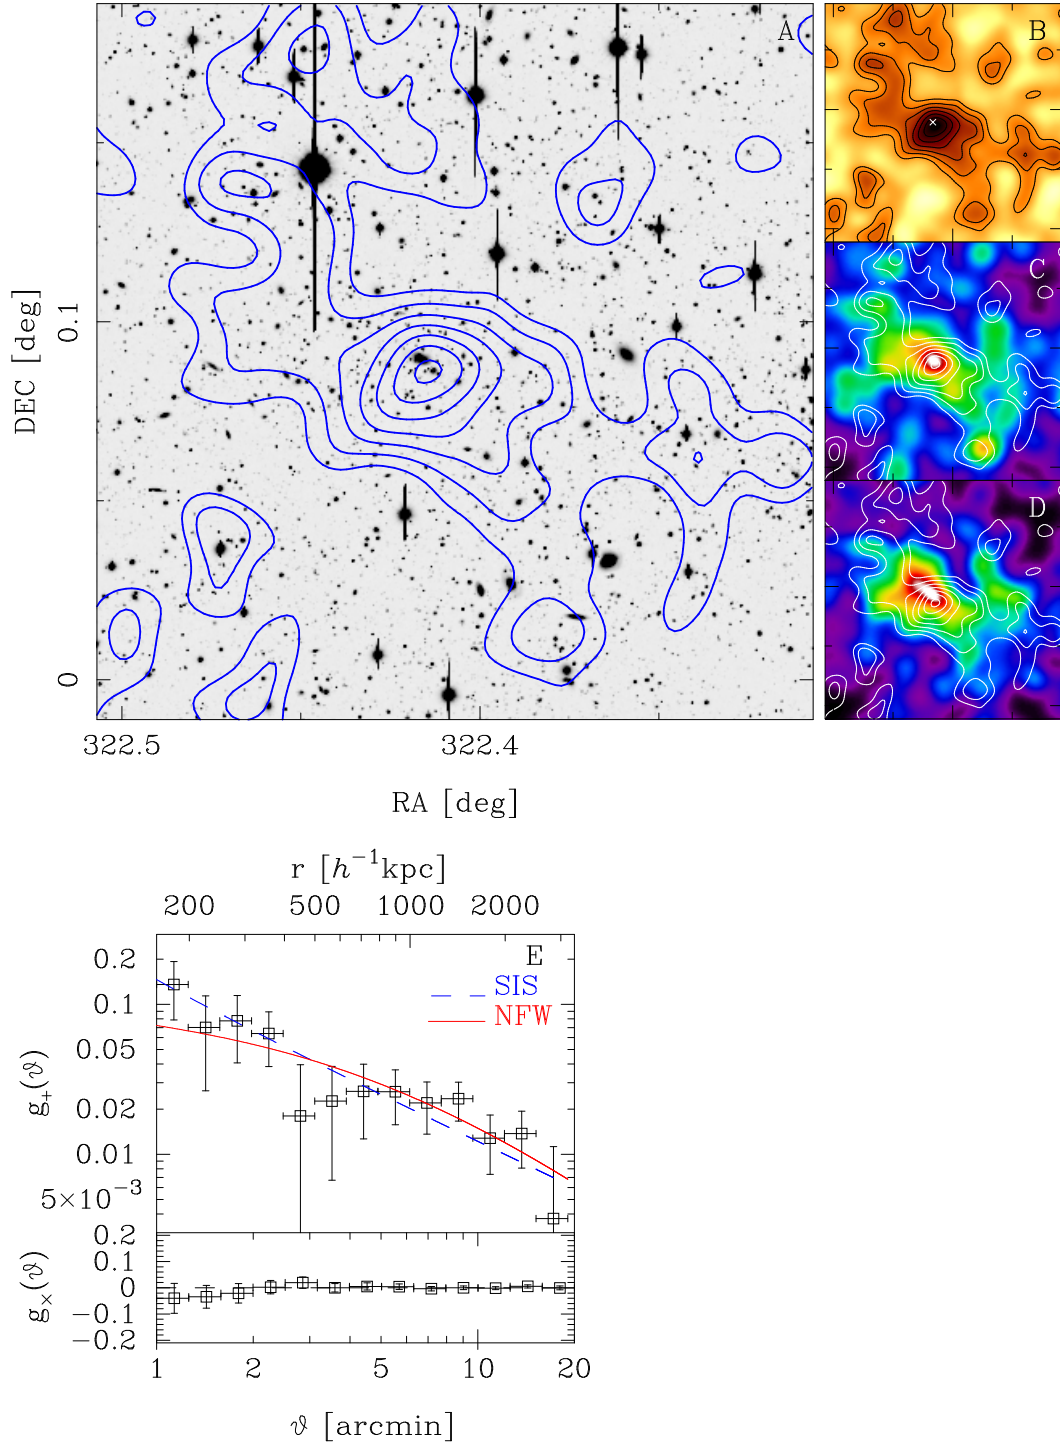 A
B
C
D
DEC [deg]
0.1
0
322.5 322.4
RA [deg]
r [h⁻¹kpc]
200 500 1000 2000
E
SIS
NFW
g₊(ϑ)
0.2
0.1
0.05
0.02
0.01
5×10⁻³
g×(ϑ)
0.2
0.1
0
−0.1
−0.2
1 2 5 10 20
ϑ [arcmin]